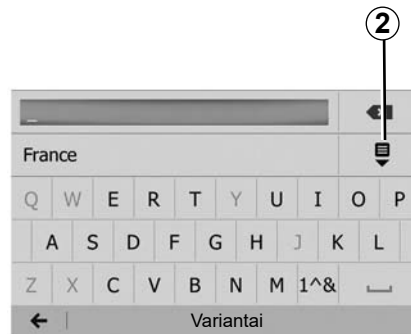 2
_
France
Q W E R T Y U I O P
A S D F G H J K L
Z X C V B N M 1^&
Variantai